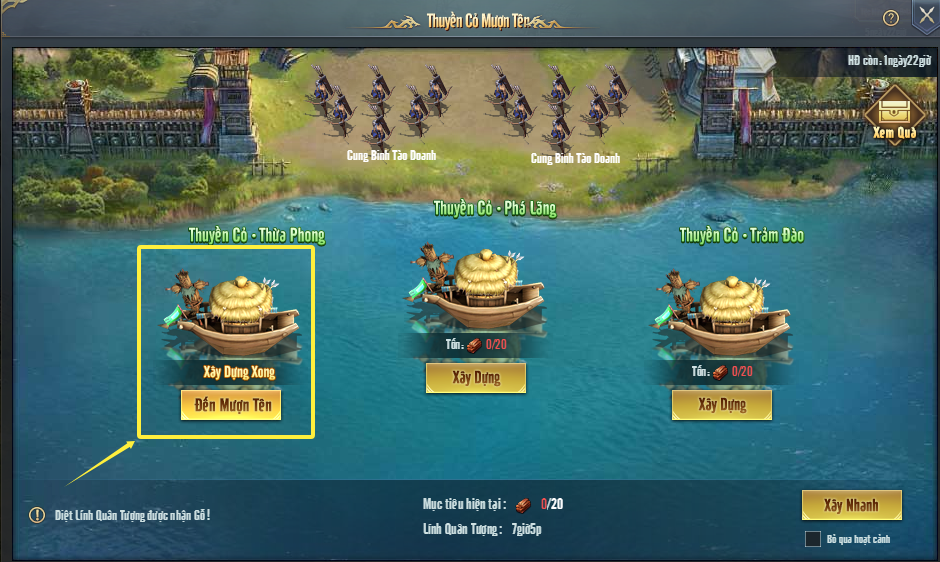 Thuyền Cỏ Mượn Tên
HĐ còn: 1ngày22giờ
Xem Quà
Cung Binh Tào Doanh
Cung Binh Tào Doanh
Thuyền Cỏ - Phá Lãng
Thuyền Cỏ - Thừa Phong
Thuyền Cỏ - Trảm Đào
Tốn: 0/20
Xây Dựng Xong
Tốn: 0/20
Xây Dựng
Đến Mượn Tên
Xây Dựng
Mục tiêu hiện tại: 0/20
Xây Nhanh
Diệt Lính Quân Tượng được nhận Gỗ!
Lính Quân Tượng: 7giờ5p
Bỏ qua hoạt cảnh